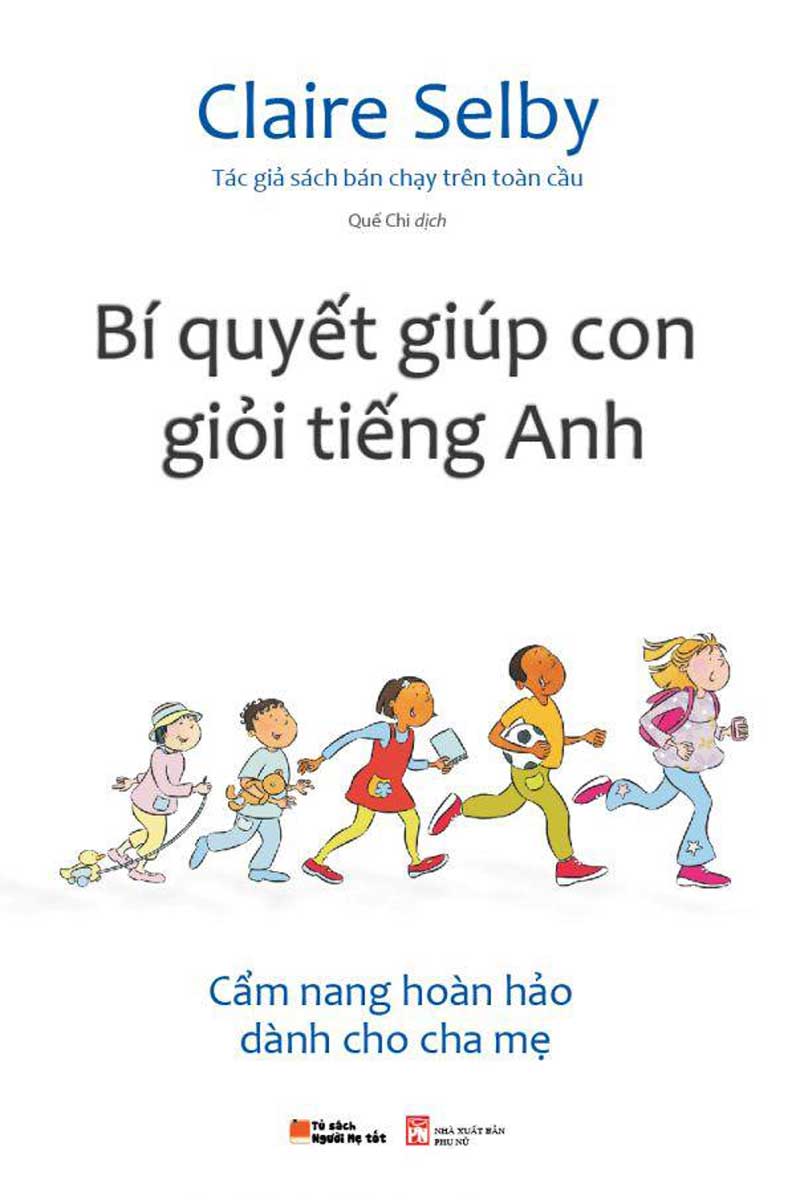 Claire Selby
Tác giả sách bán chạy trên toàn cầu
Quế Chi dịch
Bí quyết giúp con
giỏi tiếng Anh
Cẩm nang hoàn hảo
dành cho cha mẹ
Tủ sách
Người Mẹ tốt
PN
NHÀ XUẤT BẢN
PHỤ NỮ